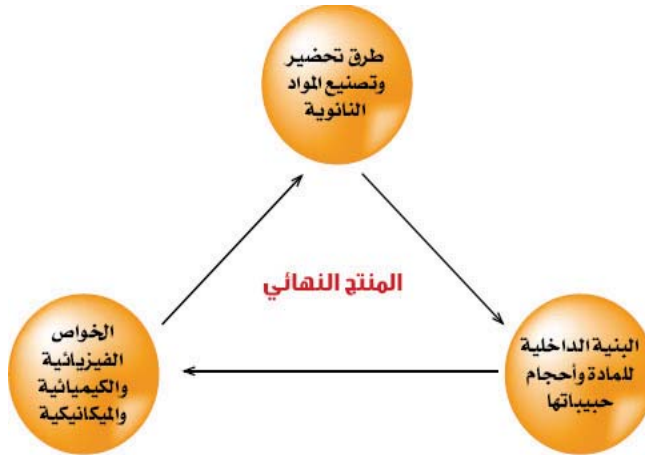 طرق تحضير
وتصنيع المواد
النانوية
المنتج النهائي
البنية الداخلية
للمادة وأحجام
حبيباتها
الخواص
الفيزيائية
والكيميائية
والميكانيكية